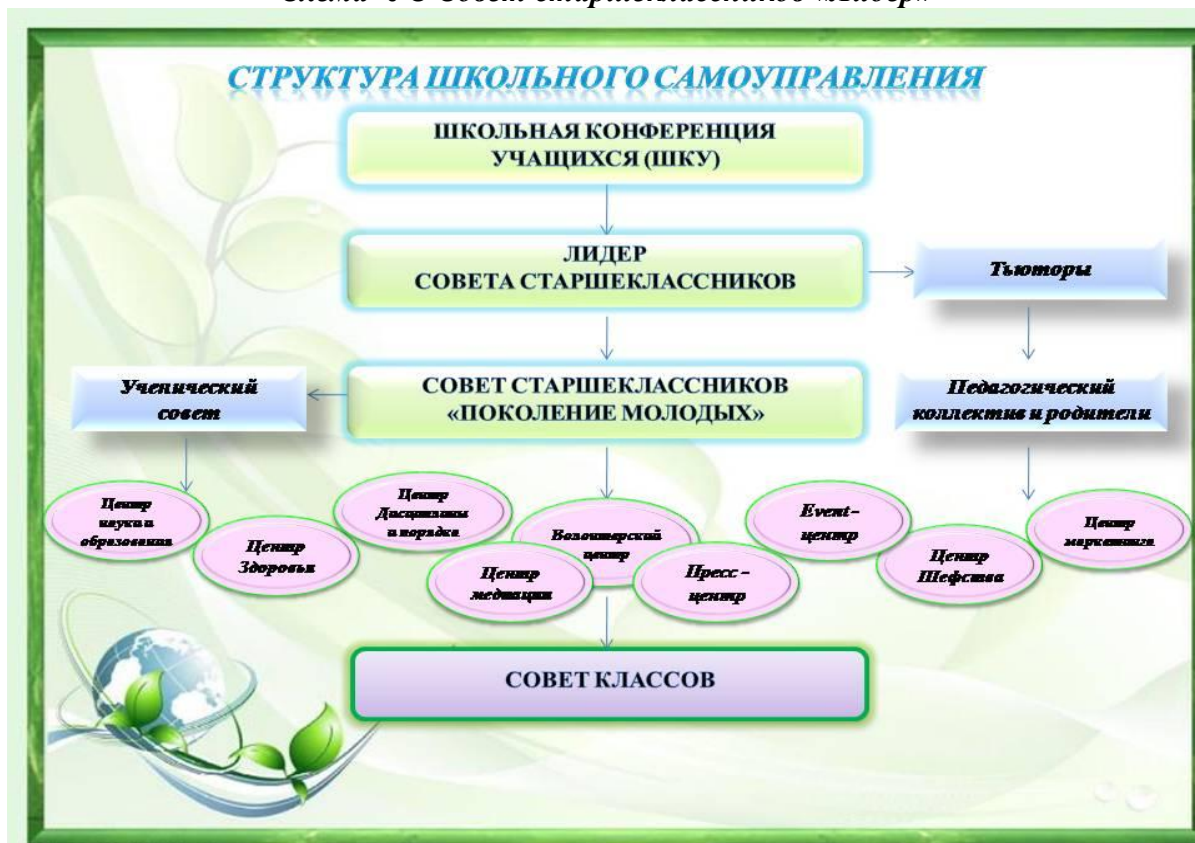 СТРУКТУРА ШКОЛЬНОГО САМОУПРАВЛЕНИЯ
ШКОЛЬНАЯ КОНФЕРЕНЦИЯ
УЧАЩИХСЯ (ШКУ)
ЛИДЕР
СОВЕТА СТАРШЕКЛАССНИКОВ
Тьюторы
Ученический
совет
СОВЕТ СТАРШЕКЛАССНИКОВ
«ПОКОЛЕНИЕ МОЛОДЫХ»
Педагогический
коллектив и родители
Центр
науки и
образования
Центр
Здоровья
Центр
Дисциплины
и порядка
Центр
медиации
Волонтерский
центр
Пресс –
центр
Event –
центр
Центр
Шефства
Центр
маркетинга
СОВЕТ КЛАССОВ